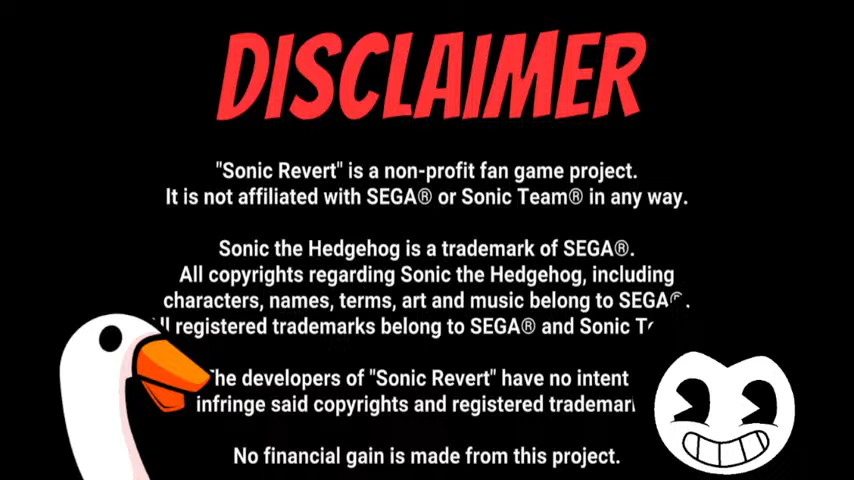 DISCLAIMER
"Sonic Revert" is a non-profit fan game project.
It is not affiliated with SEGA® or Sonic Team® in any way.
Sonic the Hedgehog is a trademark of SEGA®.
All copyrights regarding Sonic the Hedgehog, including
characters, names, terms, art and music belong to SEGA®.
registered trademarks belong to SEGA® and Sonic
The developers of "Sonic Revert" have no intent
infringe said copyrights and registered
No financial gain is made from this project.